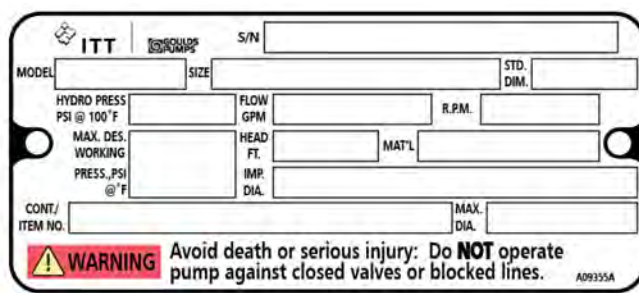 ITT GOULDS PUMPS S/N
MODEL SIZE STD. DIM.
HYDRO PRESS PSI @ 100°F FLOW GPM R.P.M.
MAX. DES. WORKING HEAD FT. MAT'L
PRESS.,PSI @°F IMP. DIA.
CONT./ ITEM NO. MAX. DIA.
WARNING Avoid death or serious injury: Do NOT operate
pump against closed valves or blocked lines. A09355A